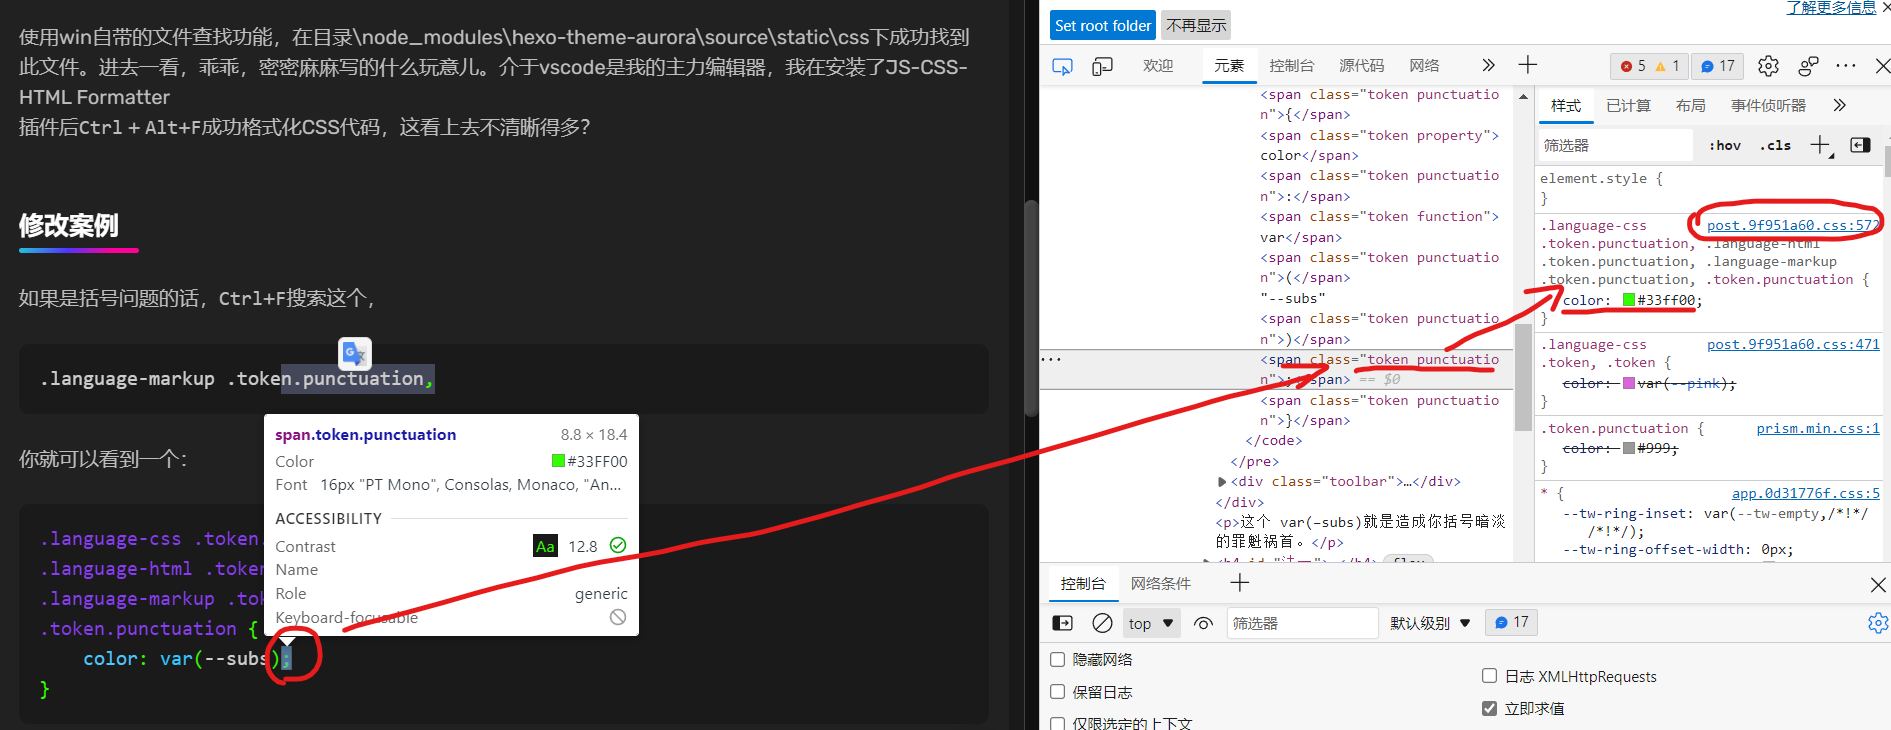 使用win自带的文件查找功能，在目录\node_modules\hexo-theme-aurora\source\static\css下成功找到
此文件。进去一看，乖乖，密密麻麻写的什么玩意儿。介于vscode是我的主力编辑器，我在安装了JS-CSS-
HTML Formatter
插件后Ctrl + Alt+F成功格式化CSS代码，这看上去不清晰得多?
修改案例
如果是括号问题的话，Ctrl+F搜索这个，
.language-markup .token.punctuation,
你就可以看到一个：
.language-css .token.
.language-html .token
.language-markup .tok
.token.punctuation {
color: var(--subs);
}
span.token.punctuation 8.8 × 18.4
Color #33FF00
Font 16px "PT Mono", Consolas, Monaco, "An...
ACCESSIBILITY
Contrast Aa 12.8
Name
Role generic
Keyboard-focusable
了解更多信息
Set root folder 不再显示
欢迎 元素 控制台 源代码 网络 5 1 17
<span class="token punctuatio
n">{</span>
<span class="token property">
color</span>
<span class="token punctuatio
n">:</span>
<span class="token function">
var</span>
<span class="token punctuatio
n">(</span>
"--subs"
<span class="token punctuatio
n">)</span>
<span class="token punctuatio
n">;</span> == $0
<span class="token punctuatio
n">}</span>
</code>
</pre>
<div class="toolbar">…</div>
</div>
<p>这个 var(–subs)就是造成你括号暗淡
的罪魁祸首。</p>
样式 已计算 布局 事件侦听器
筛选器 :hov .cls
element.style {
}
.language-css post.9f951a60.css:572
.token.punctuation, .language-html
.token.punctuation, .language-markup
.token.punctuation, .token.punctuation {
color: #33ff00;
}
.language-css post.9f951a60.css:471
.token, .token {
color: var(--pink);
}
.token.punctuation { prism.min.css:1
color: #999;
}
* { app.0d31776f.css:5
--tw-ring-inset: var(--tw-empty,/*!*/
/*!*/);
--tw-ring-offset-width: 0px;
控制台 网络条件
top 筛选器 默认级别 17
隐藏网络
保留日志
仅限选定的上下文
日志 XMLHttpRequests
立即求值